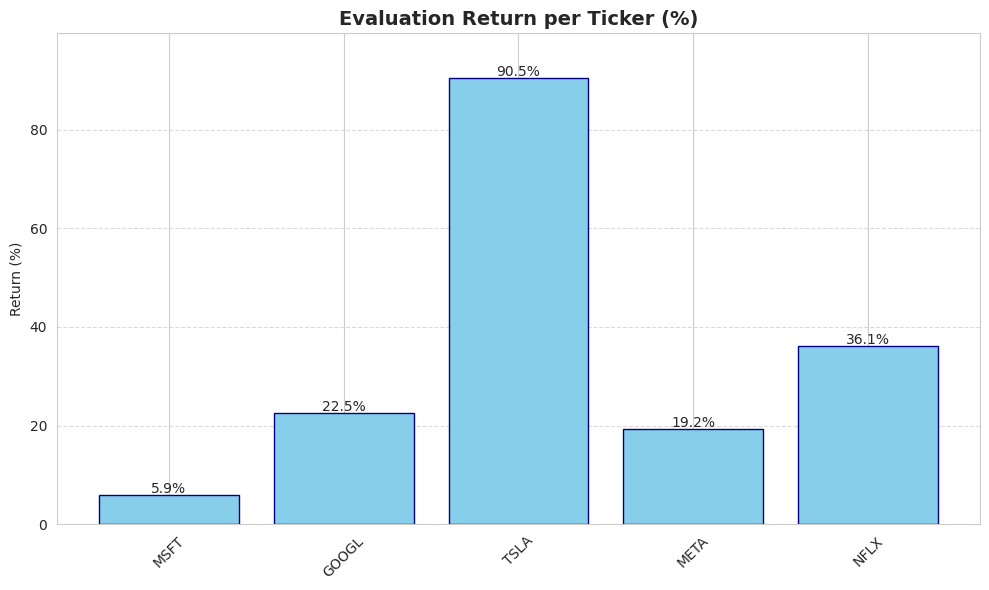 Evaluation Return per Ticker (%)
Return (%)
80
60
40
20
0
5.9%
22.5%
90.5%
19.2%
36.1%
MSFT
GOOGL
TSLA
META
NFLX